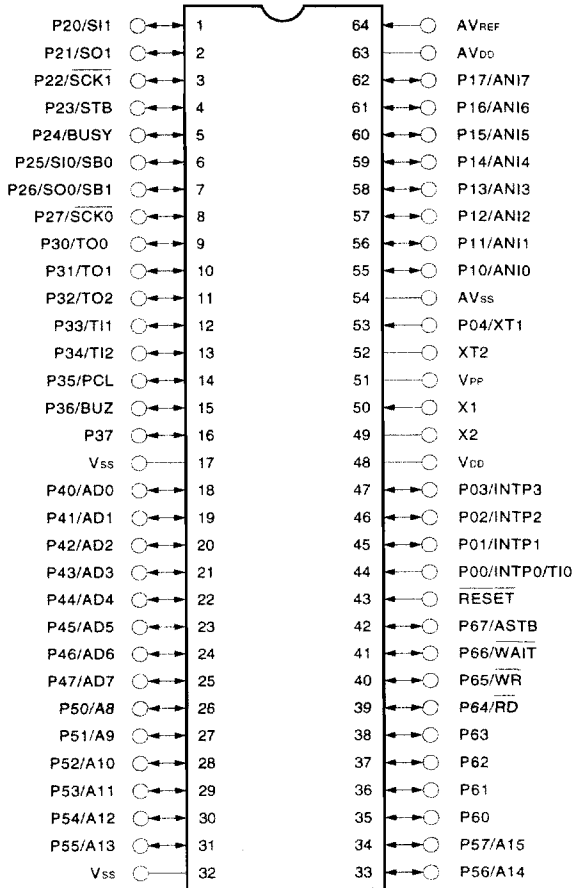 P20/SI1 1 64 AVREF
P21/SO1 2 63 AVDD
P22/SCK1 3 62 P17/ANI7
P23/STB 4 61 P16/ANI6
P24/BUSY 5 60 P15/ANI5
P25/SI0/SB0 6 59 P14/ANI4
P26/SO0/SB1 7 58 P13/ANI3
P27/SCK0 8 57 P12/ANI2
P30/TO0 9 56 P11/ANI1
P31/TO1 10 55 P10/ANI0
P32/TO2 11 54 AVss
P33/TI1 12 53 P04/XT1
P34/TI2 13 52 XT2
P35/PCL 14 51 VPP
P36/BUZ 15 50 X1
P37 16 49 X2
Vss 17 48 VDD
P40/AD0 18 47 P03/INTP3
P41/AD1 19 46 P02/INTP2
P42/AD2 20 45 P01/INTP1
P43/AD3 21 44 P00/INTP0/TI0
P44/AD4 22 43 RESET
P45/AD5 23 42 P67/ASTB
P46/AD6 24 41 P66/WAIT
P47/AD7 25 40 P65/WR
P50/A8 26 39 P64/RD
P51/A9 27 38 P63
P52/A10 28 37 P62
P53/A11 29 36 P61
P54/A12 30 35 P60
P55/A13 31 34 P57/A15
Vss 32 33 P56/A14